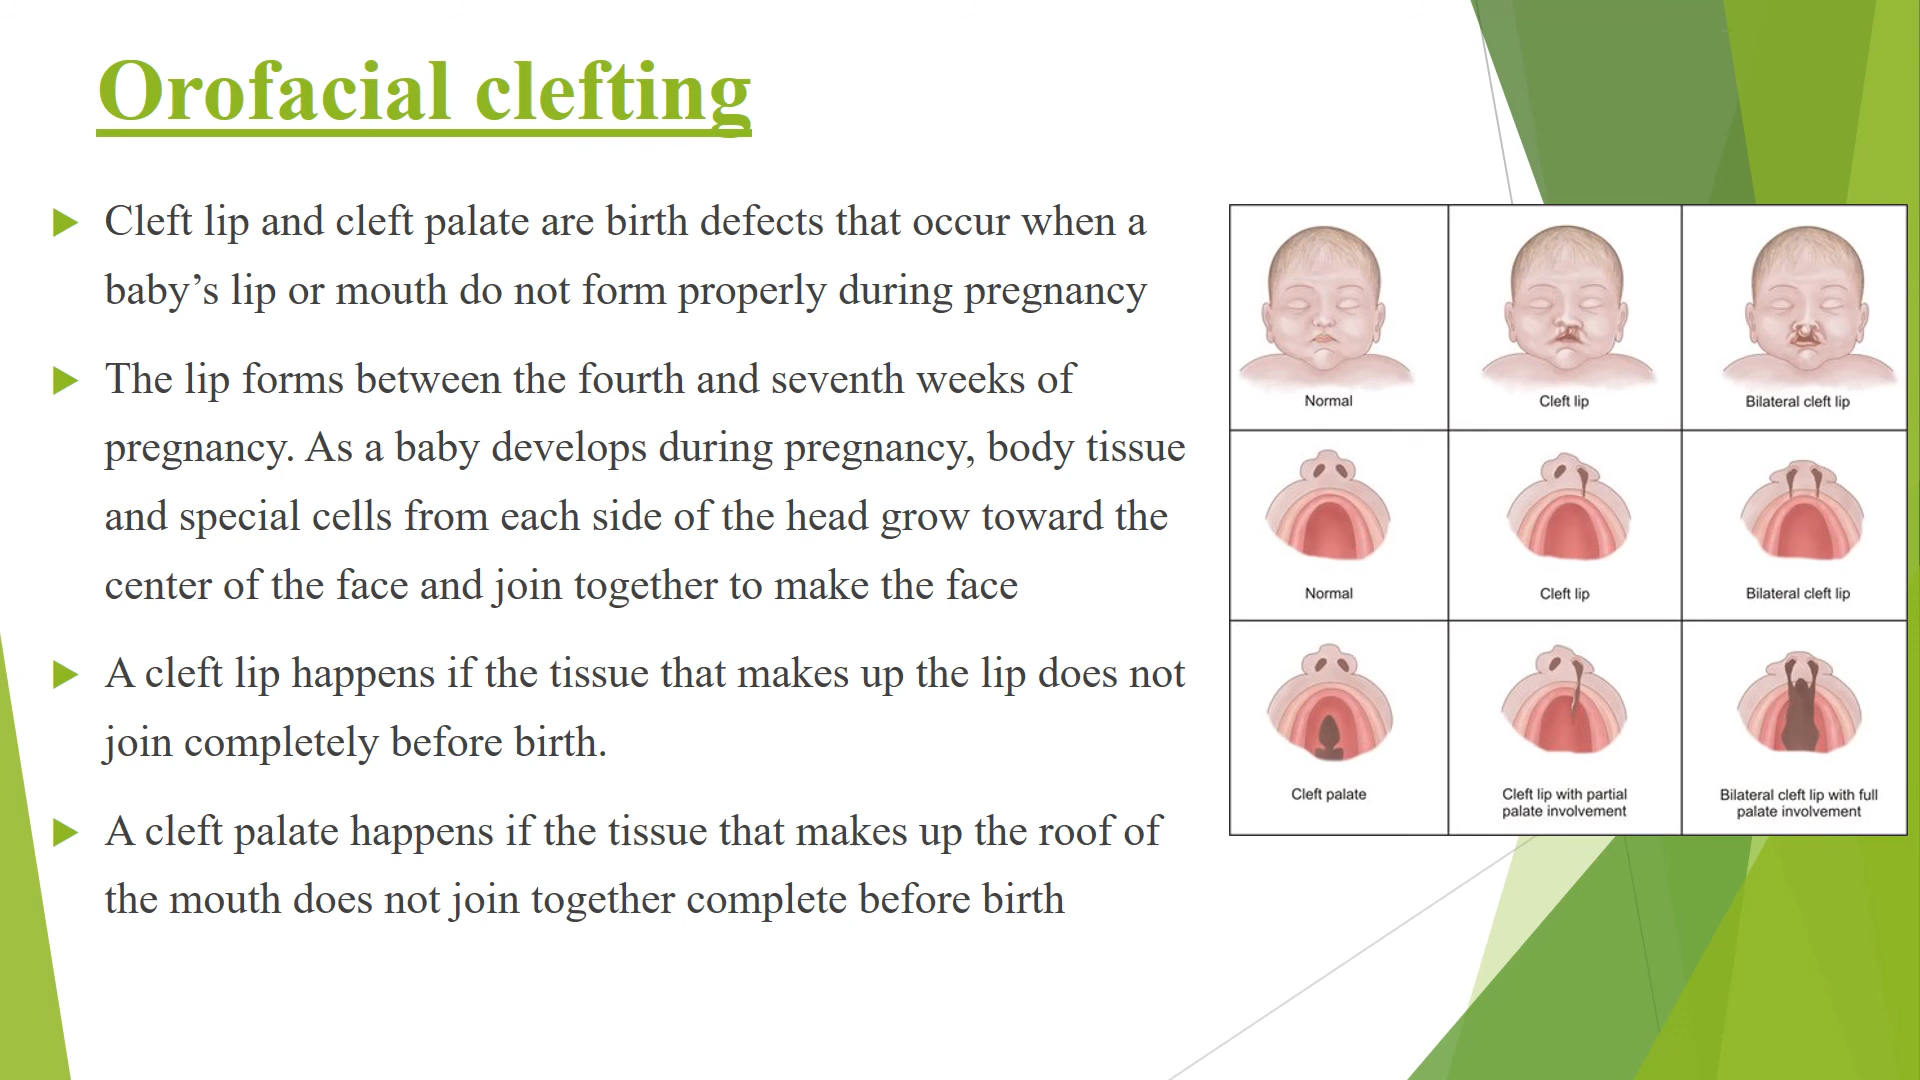 Orofacial clefting
Cleft lip and cleft palate are birth defects that occur when a
baby’s lip or mouth do not form properly during pregnancy
The lip forms between the fourth and seventh weeks of
pregnancy. As a baby develops during pregnancy, body tissue
and special cells from each side of the head grow toward the
center of the face and join together to make the face
A cleft lip happens if the tissue that makes up the lip does not
join completely before birth.
A cleft palate happens if the tissue that makes up the roof of
the mouth does not join together complete before birth
Normal
Cleft lip
Bilateral cleft lip
Normal
Cleft lip
Bilateral cleft lip
Cleft palate
Cleft lip with partial
palate involvement
Bilateral cleft lip with full
palate involvement